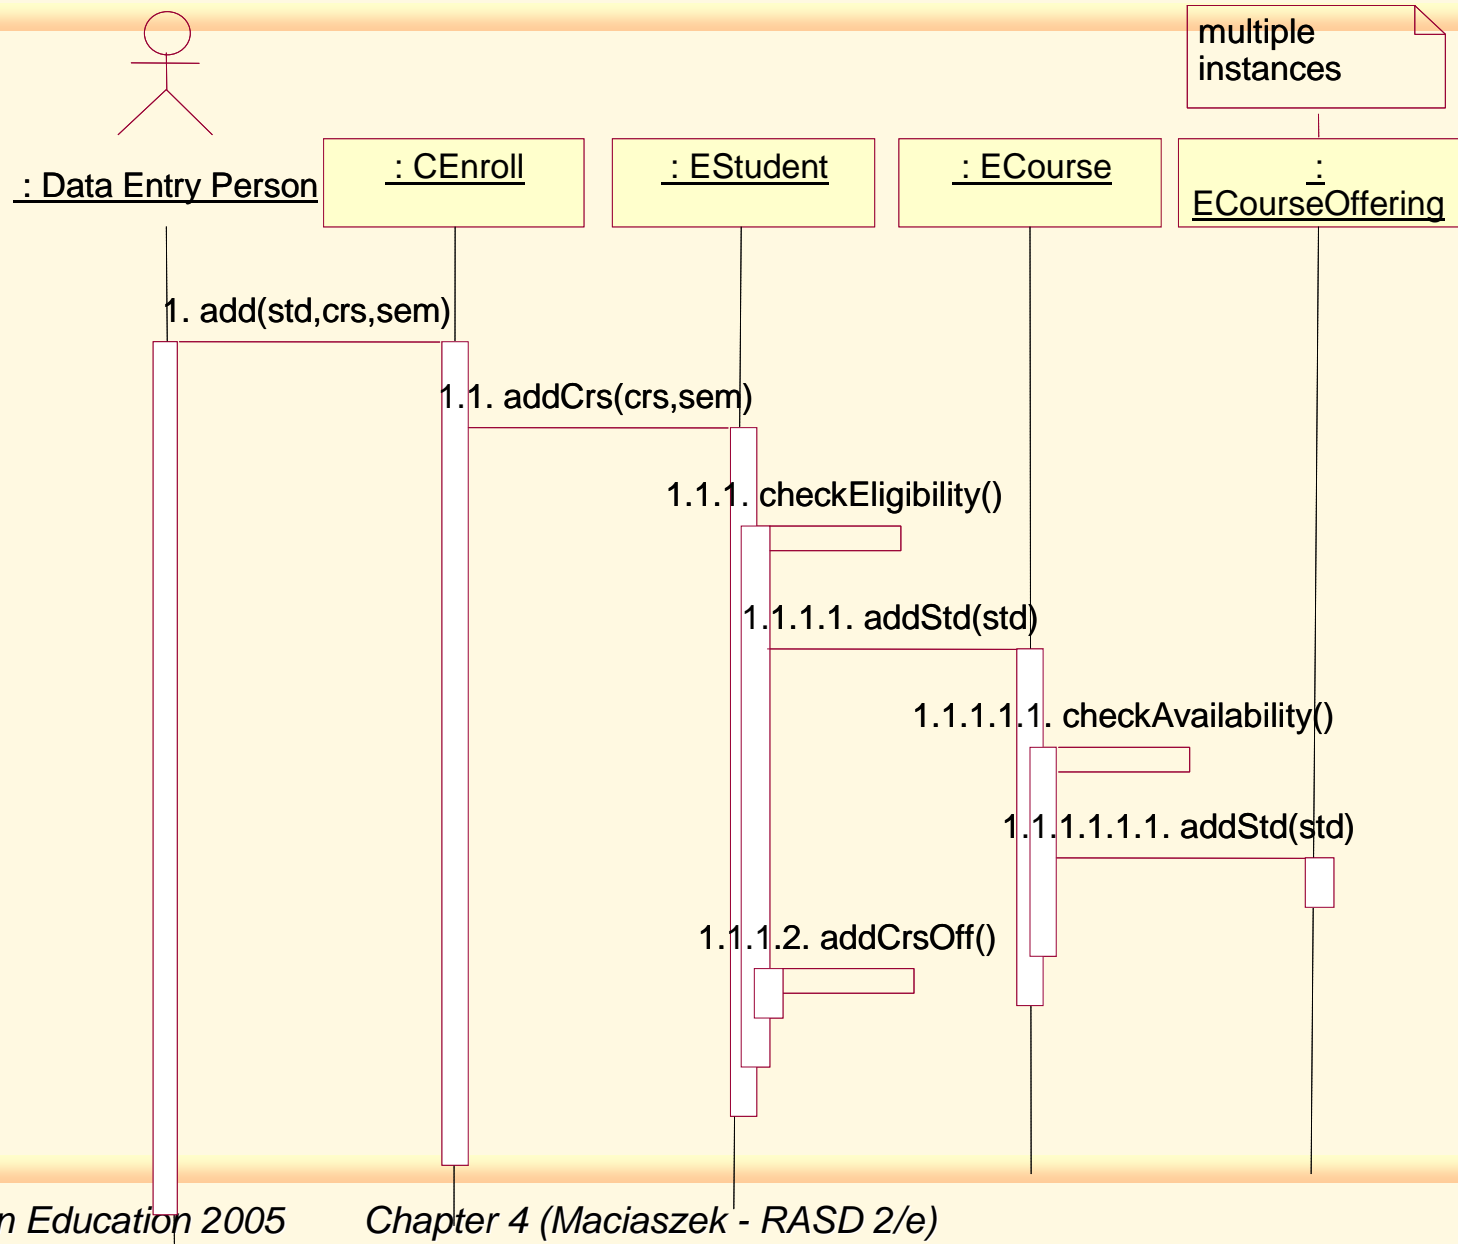 multiple
instances
: Data Entry Person
: CEnroll
: EStudent
: ECourse
:
ECourseOffering
1. add(std,crs,sem)
1.1. addCrs(crs,sem)
1.1.1. checkEligibility()
1.1.1.1. addStd(std)
1.1.1.1.1. checkAvailability()
1.1.1.1.1.1. addStd(std)
1.1.1.2. addCrsOff()
n Education 2005 Chapter 4 (Maciaszek - RASD 2/e)